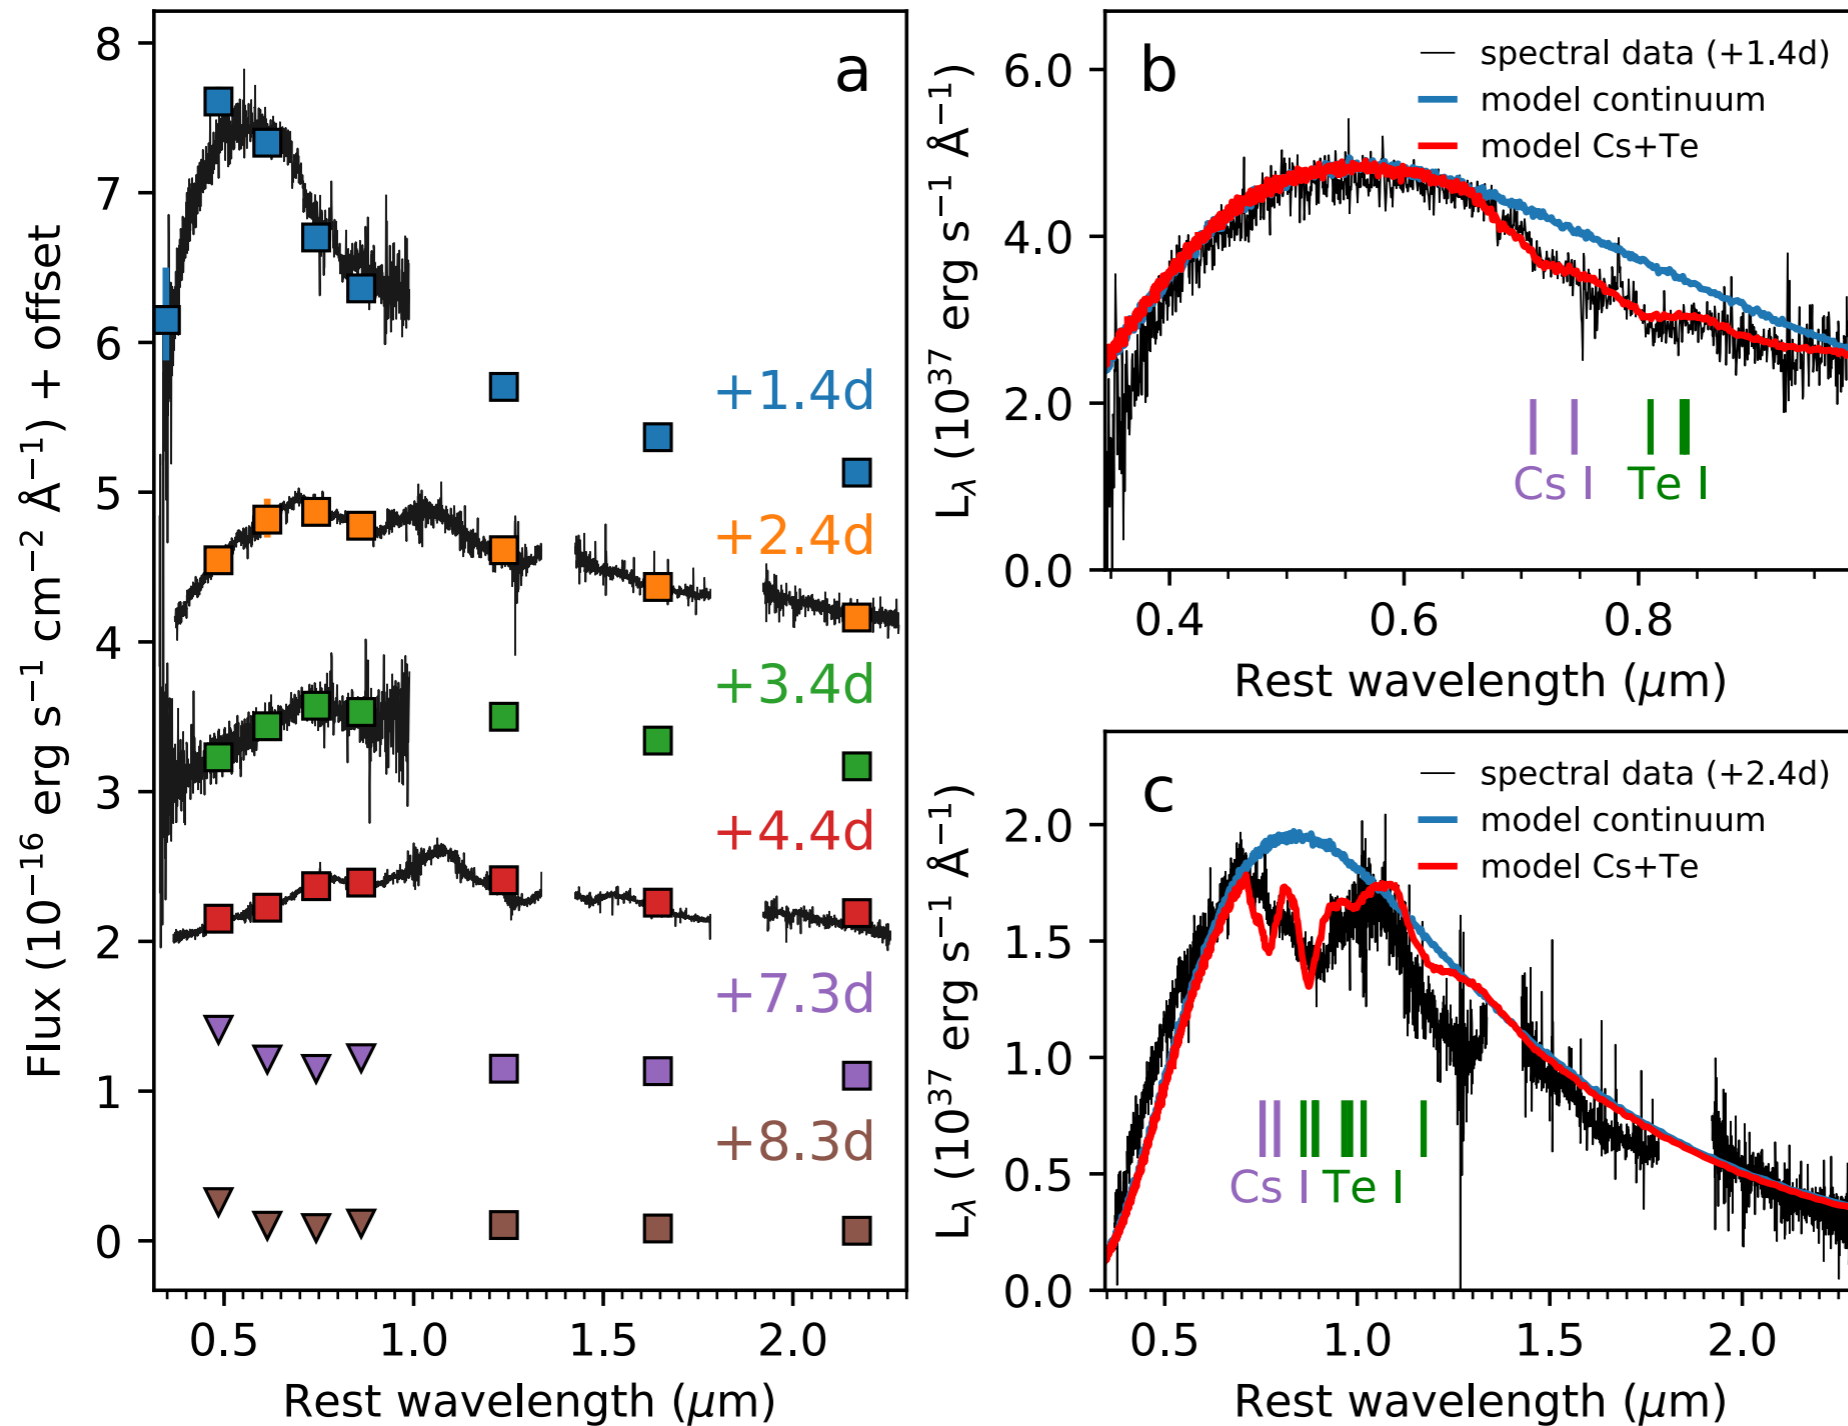 a
8
7
6
5
4
3
2
1
0
Flux (10⁻¹⁶ erg s⁻¹ cm⁻² Å⁻¹) + offset
+1.4d
+2.4d
+3.4d
+4.4d
+7.3d
+8.3d
0.5 1.0 1.5 2.0
Rest wavelength (μm)
b
spectral data (+1.4d)
model continuum
model Cs+Te
6.0
4.0
2.0
0.0
L_λ (10³⁷ erg s⁻¹ Å⁻¹)
Cs I Te I
0.4 0.6 0.8
Rest wavelength (μm)
c
spectral data (+2.4d)
model continuum
model Cs+Te
2.0
1.5
1.0
0.5
0.0
L_λ (10³⁷ erg s⁻¹ Å⁻¹)
Cs I Te I
0.5 1.0 1.5 2.0
Rest wavelength (μm)